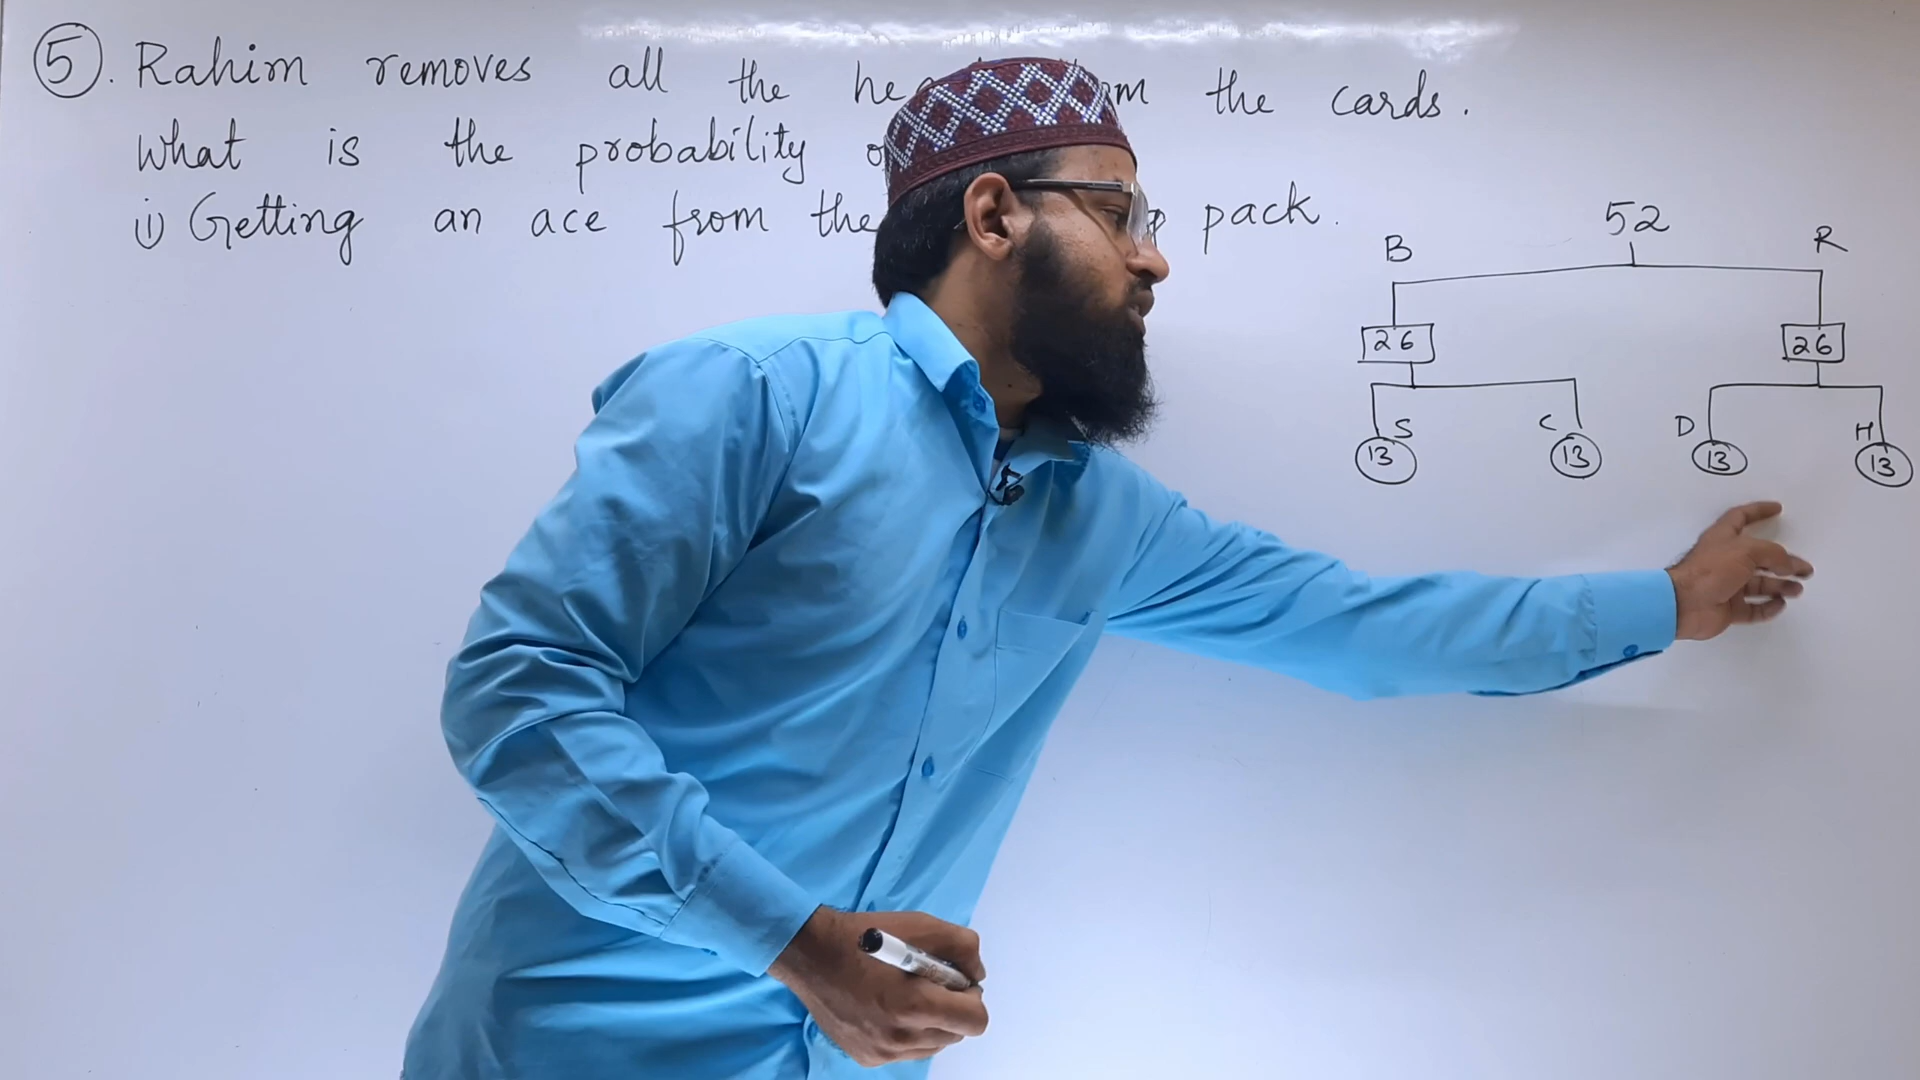 5. Rahim removes all the he m the cards.
What is the probability o
i) Getting an ace from the pack.
52
B R
26 26
S C D H
13 13 13 13